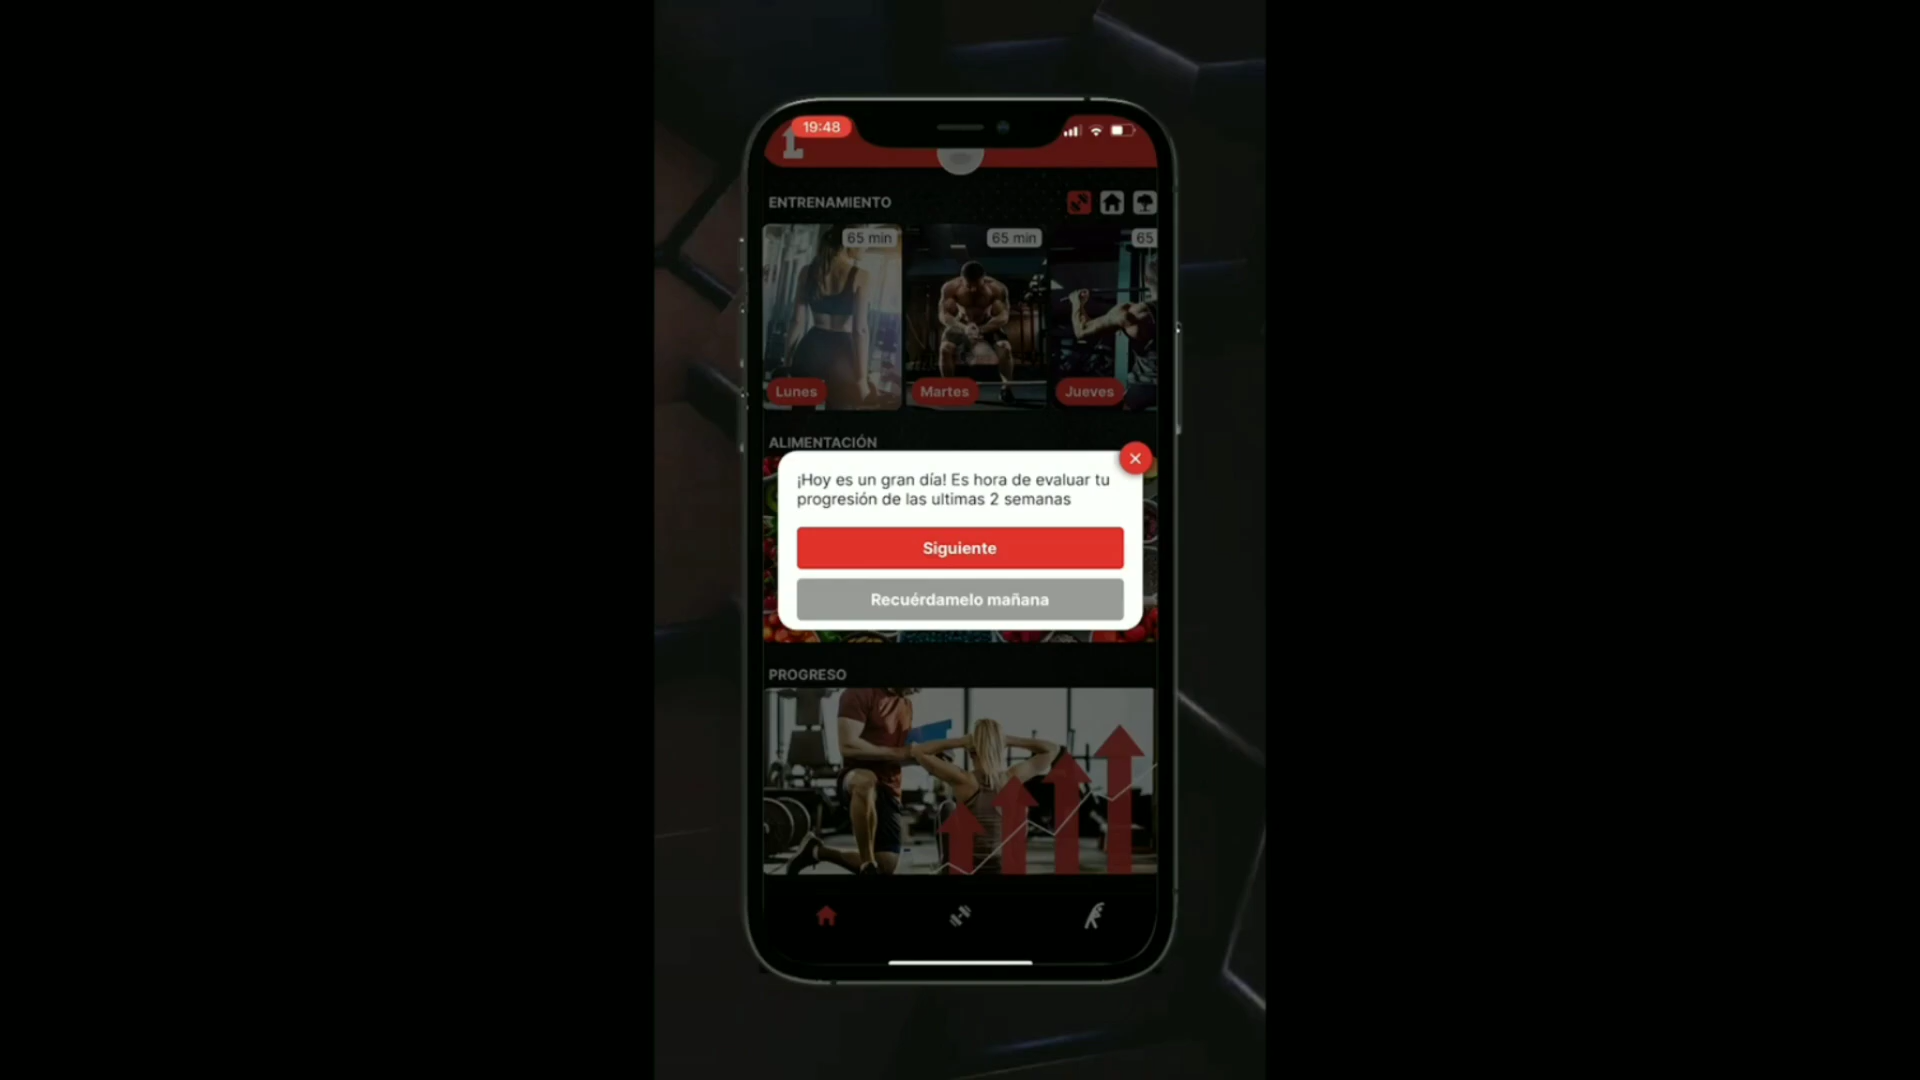 19:48
ENTRENAMIENTO
65 min
65 min
65
Lunes
Martes
Jueves
ALIMENTACIÓN
¡Hoy es un gran día! Es hora de evaluar tu
progresión de las ultimas 2 semanas
Siguiente
Recuérdamelo mañana
PROGRESO